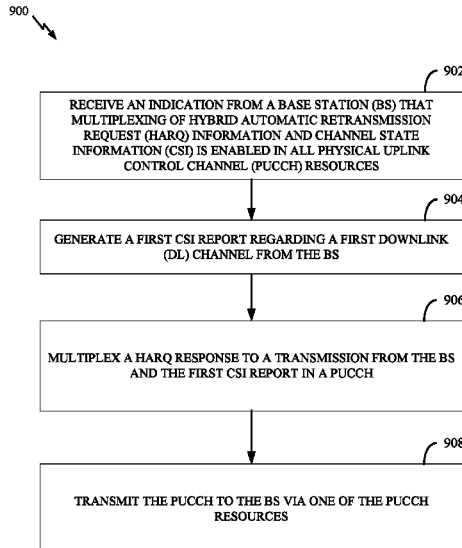 900
902
RECEIVE AN INDICATION FROM A BASE STATION (BS) THAT
MULTIPLEXING OF HYBRID AUTOMATIC RETRANSMISSION
REQUEST (HARQ) INFORMATION AND CHANNEL STATE
INFORMATION (CSI) IS ENABLED IN ALL PHYSICAL UPLINK
CONTROL CHANNEL (PUCCH) RESOURCES
904
GENERATE A FIRST CSI REPORT REGARDING A FIRST DOWNLINK
(DL) CHANNEL FROM THE BS
906
MULTIPLEX A HARQ RESPONSE TO A TRANSMISSION FROM THE BS
AND THE FIRST CSI REPORT IN A PUCCH
908
TRANSMIT THE PUCCH TO THE BS VIA ONE OF THE PUCCH
RESOURCES